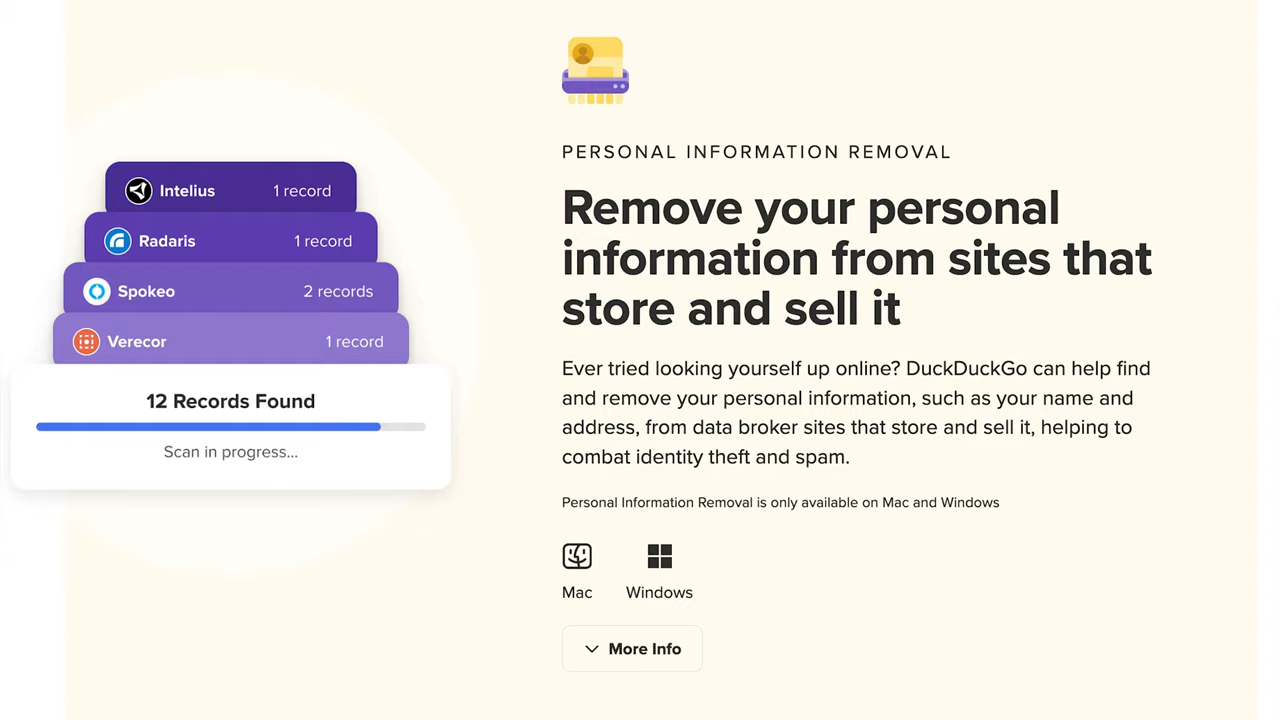 Intelius 1 record
Radaris 1 record
Spokeo 2 records
Verecor 1 record
12 Records Found
Scan in progress...
PERSONAL INFORMATION REMOVAL
Remove your personal
information from sites that
store and sell it
Ever tried looking yourself up online? DuckDuckGo can help find
and remove your personal information, such as your name and
address, from data broker sites that store and sell it, helping to
combat identity theft and spam.
Personal Information Removal is only available on Mac and Windows
Mac Windows
More Info